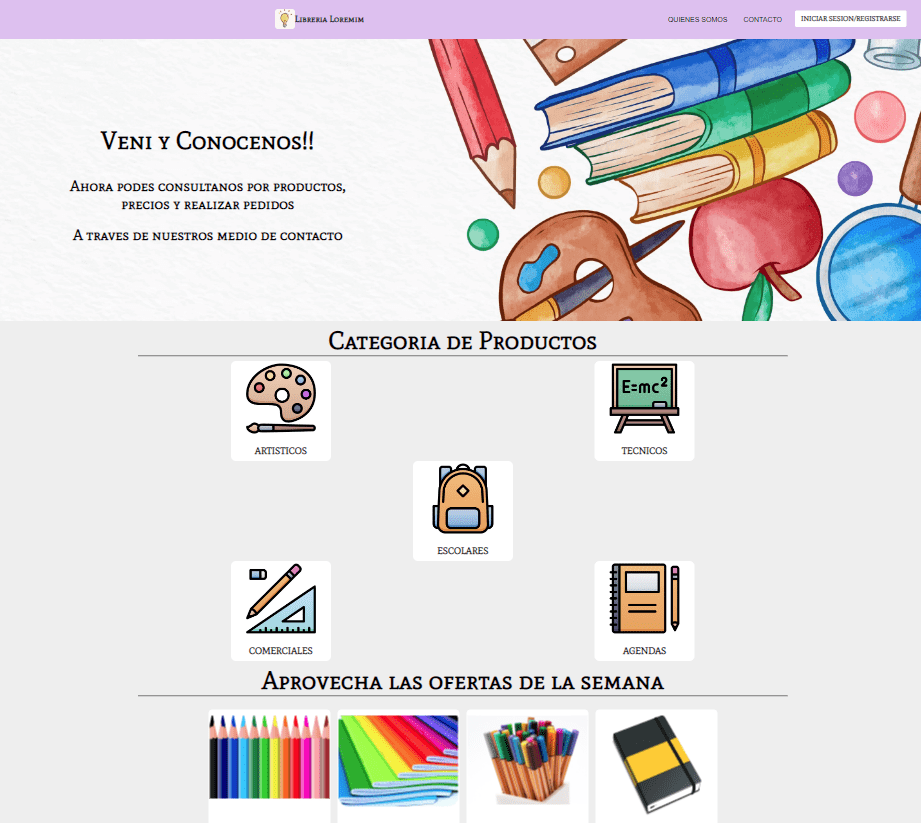 Libreria Loremim
QUIENES SOMOS
CONTACTO
INICIAR SESION/REGISTRARSE
Veni y Conocenos!!
Ahora podes consultanos por productos,
precios y realizar pedidos
A traves de nuestros medio de contacto
Categoria de Productos
E=mc²
ARTISTICOS
TECNICOS
ESCOLARES
COMERCIALES
AGENDAS
Aprovecha las ofertas de la semana